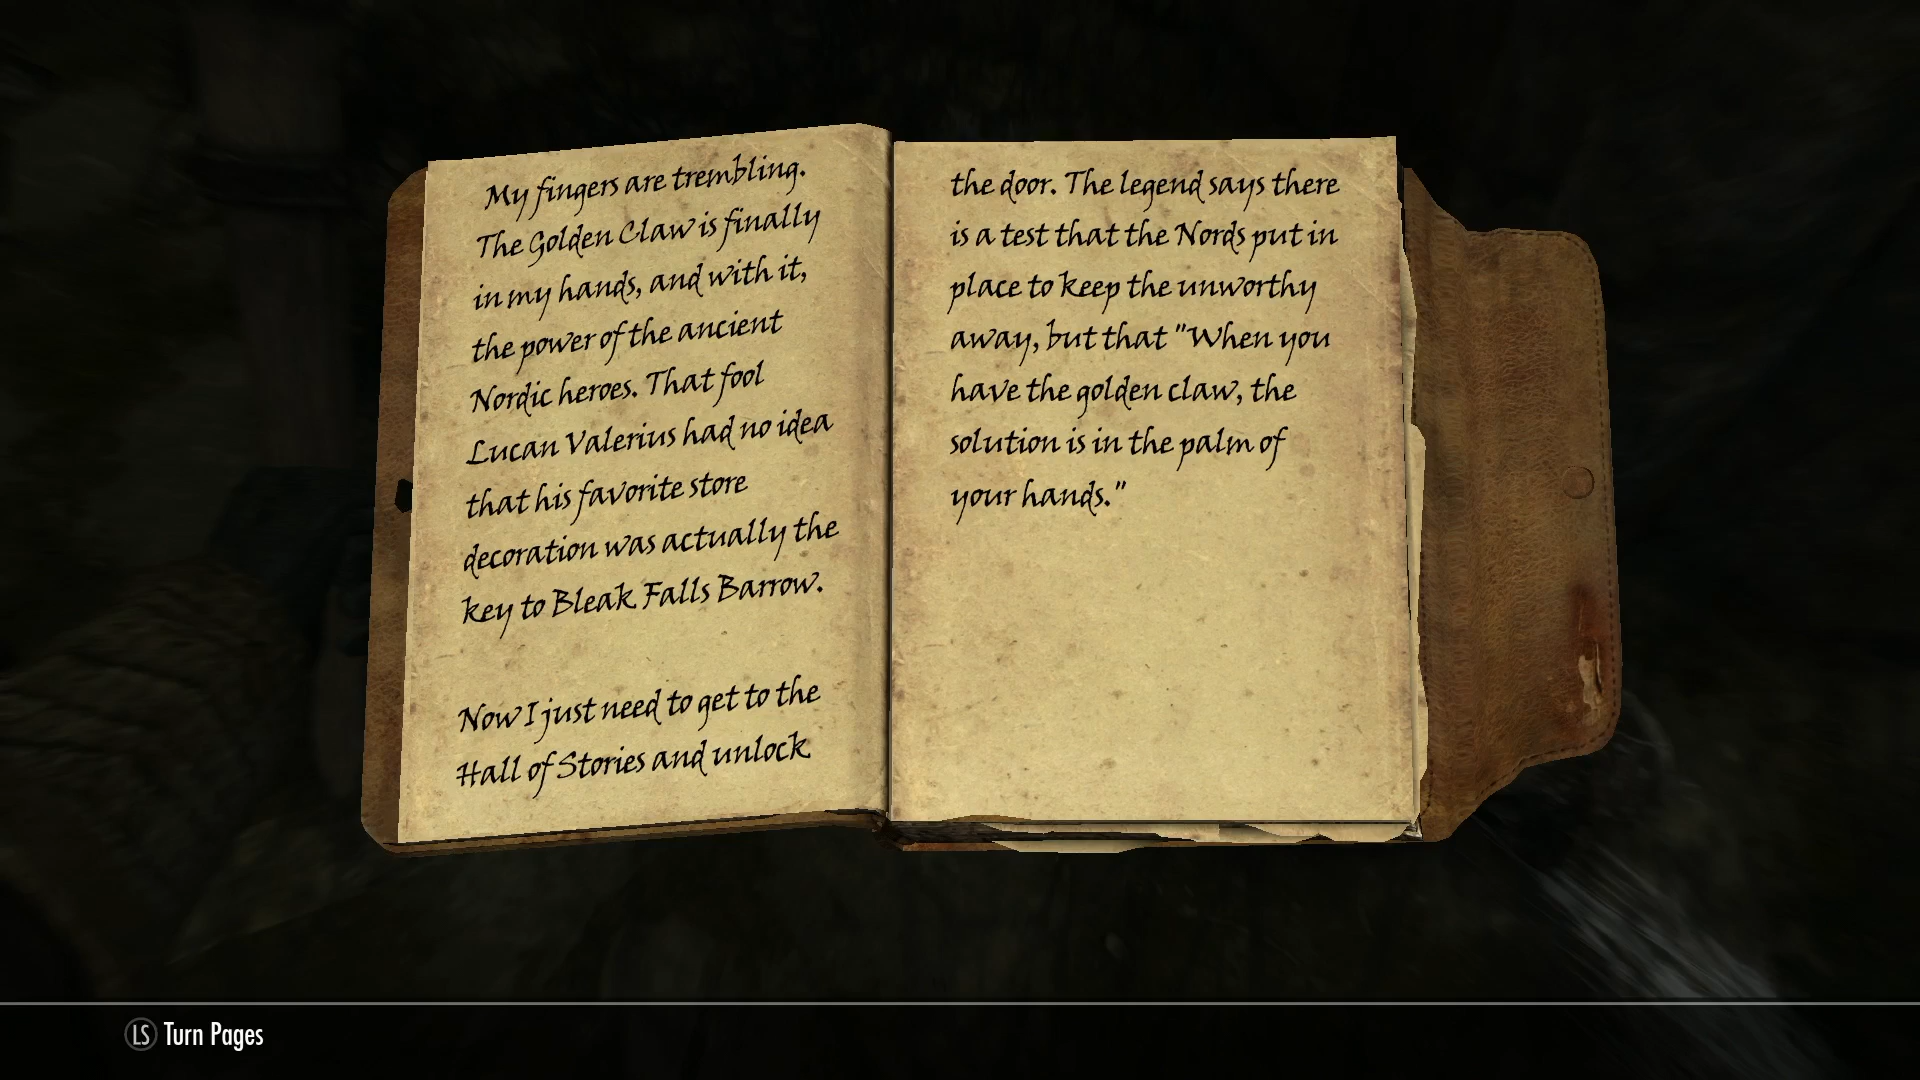 My fingers are trembling.
The Golden Claw is finally
in my hands, and with it,
the power of the ancient
Nordic heroes. That fool
Lucan Valerius had no idea
that his favorite store
decoration was actually the
key to Bleak Falls Barrow.
Now I just need to get to the
Hall of Stories and unlock
the door. The legend says there
is a test that the Nords put in
place to keep the unworthy
away, but that "When you
have the golden claw, the
solution is in the palm of
your hands."
LS Turn Pages